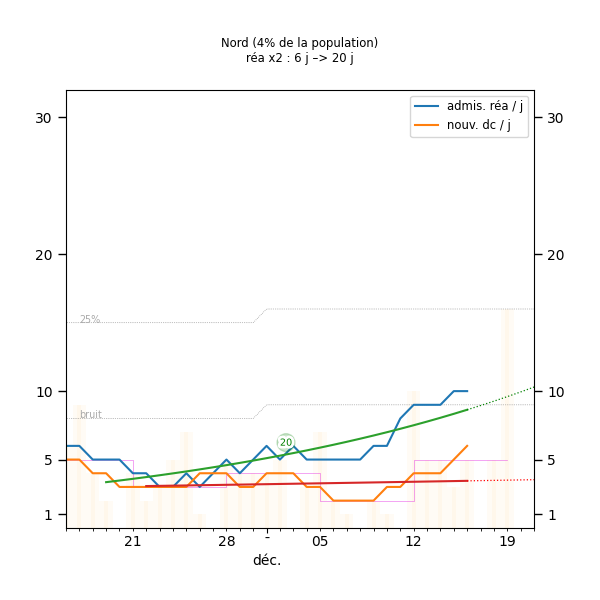 Nord (4% de la population)
réa x2 : 6 j –> 20 j
admis. réa / j
nouv. dc / j
30 30
20 20
25%
10 10
bruit
20
5 5
1 1
21 28 - 05 12 19
déc.